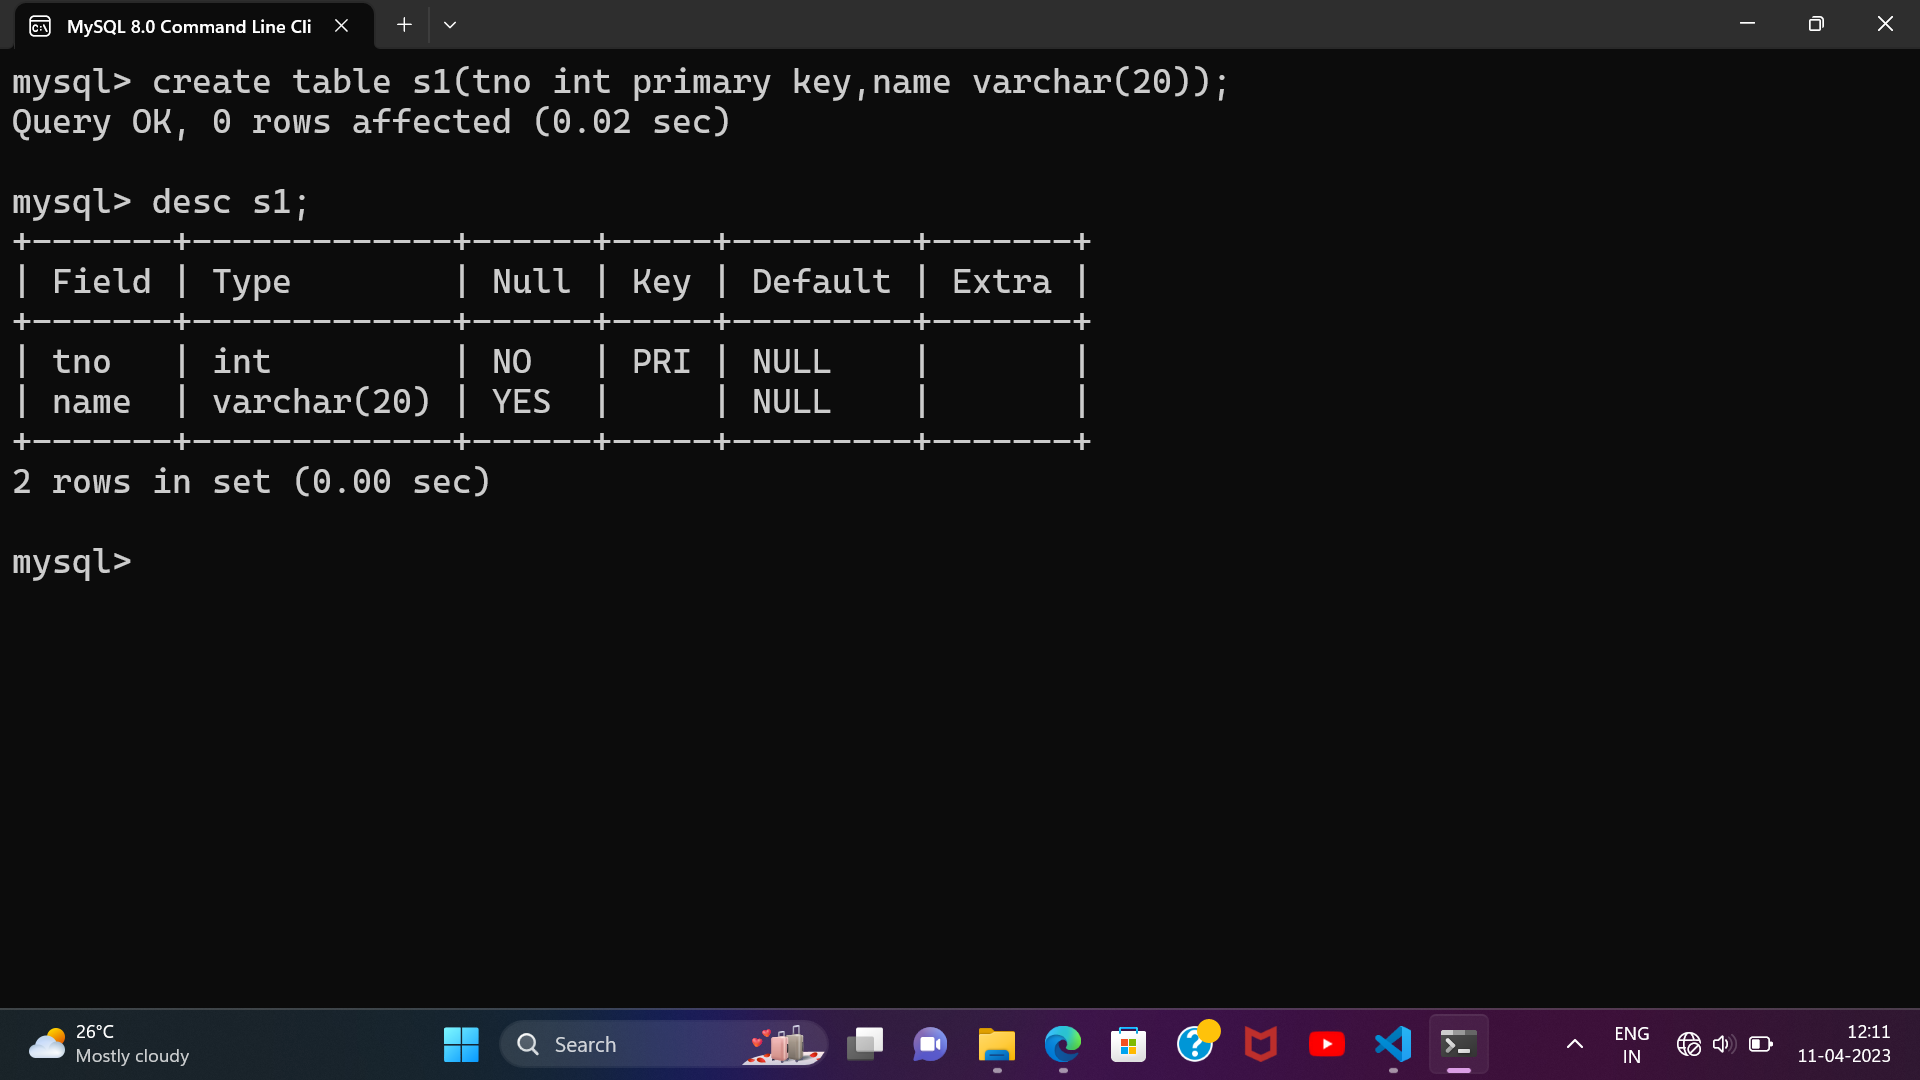 MySQL 8.0 Command Line Cli
mysql> create table s1(tno int primary key,name varchar(20));
Query OK, 0 rows affected (0.02 sec)
mysql> desc s1;
+-------+-------------+------+-----+---------+-------+
| Field | Type        | Null | Key | Default | Extra |
+-------+-------------+------+-----+---------+-------+
| tno   | int         | NO   | PRI | NULL    |       |
| name  | varchar(20) | YES  |     | NULL    |       |
+-------+-------------+------+-----+---------+-------+
2 rows in set (0.00 sec)
mysql>
26°C
Mostly cloudy
Search
ENG
IN
12:11
11-04-2023